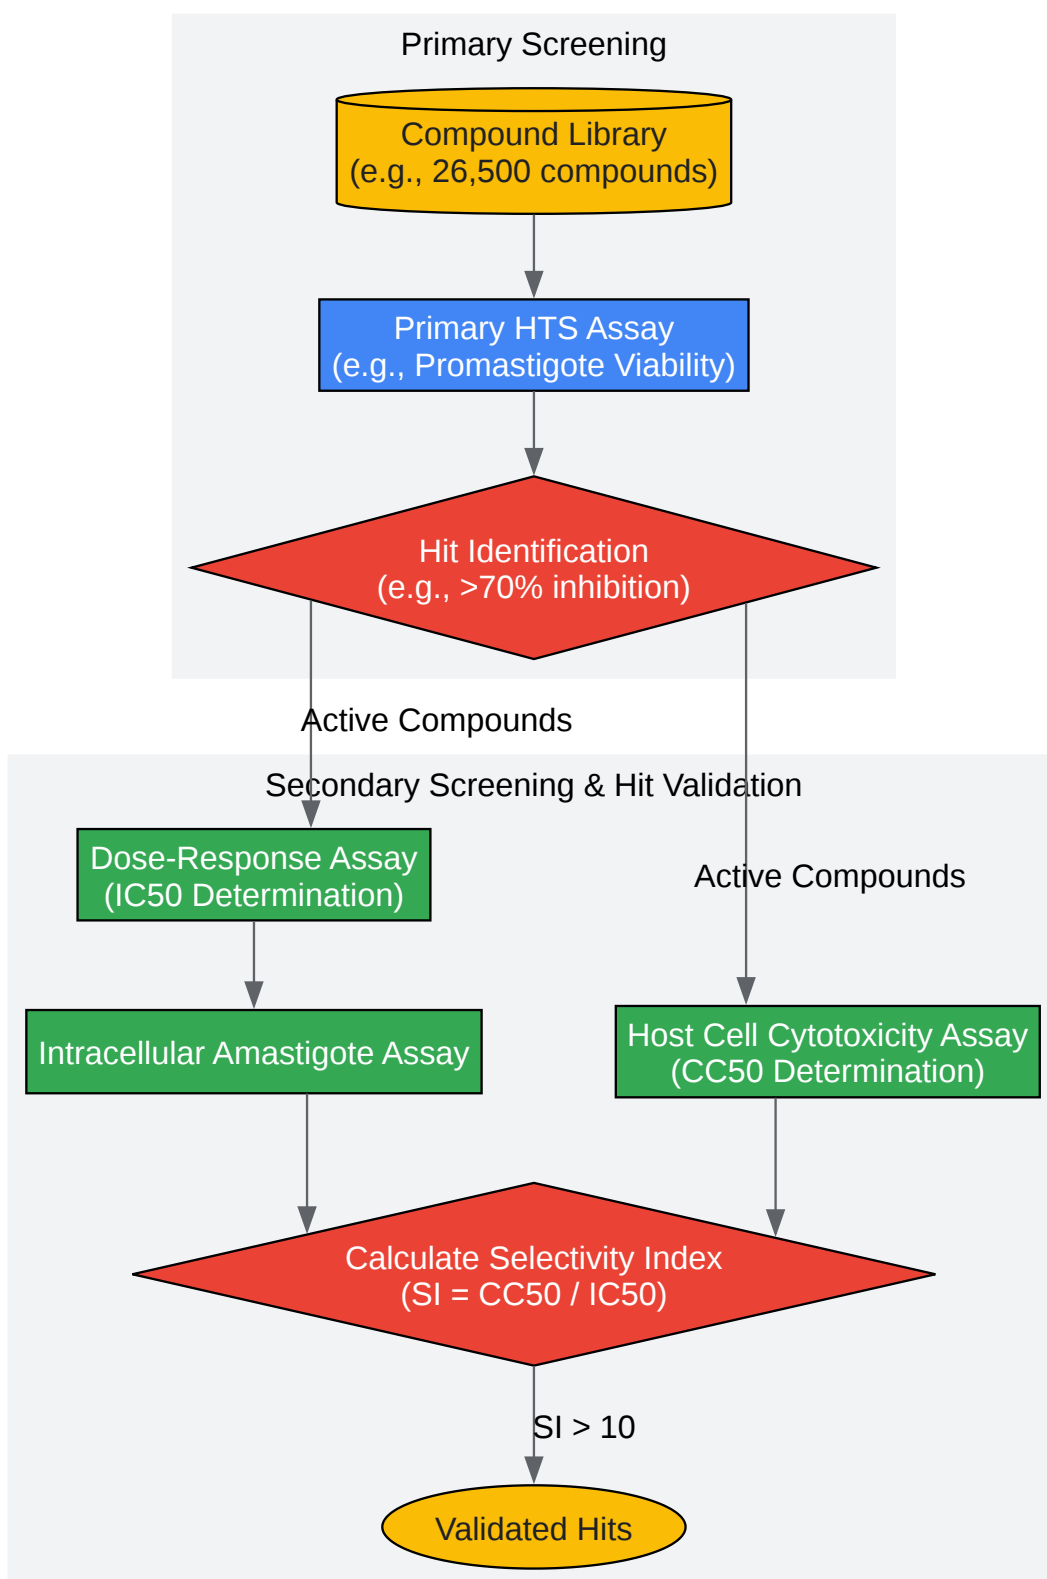 Primary Screening
Compound Library
(e.g., 26,500 compounds)
Primary HTS Assay
(e.g., Promastigote Viability)
Hit Identification
(e.g., >70% inhibition)
Active Compounds
Secondary Screening & Hit Validation
Dose-Response Assay
(IC50 Determination)
Active Compounds
Intracellular Amastigote Assay
Host Cell Cytotoxicity Assay
(CC50 Determination)
Calculate Selectivity Index
(SI = CC50 / IC50)
SI > 10
Validated Hits